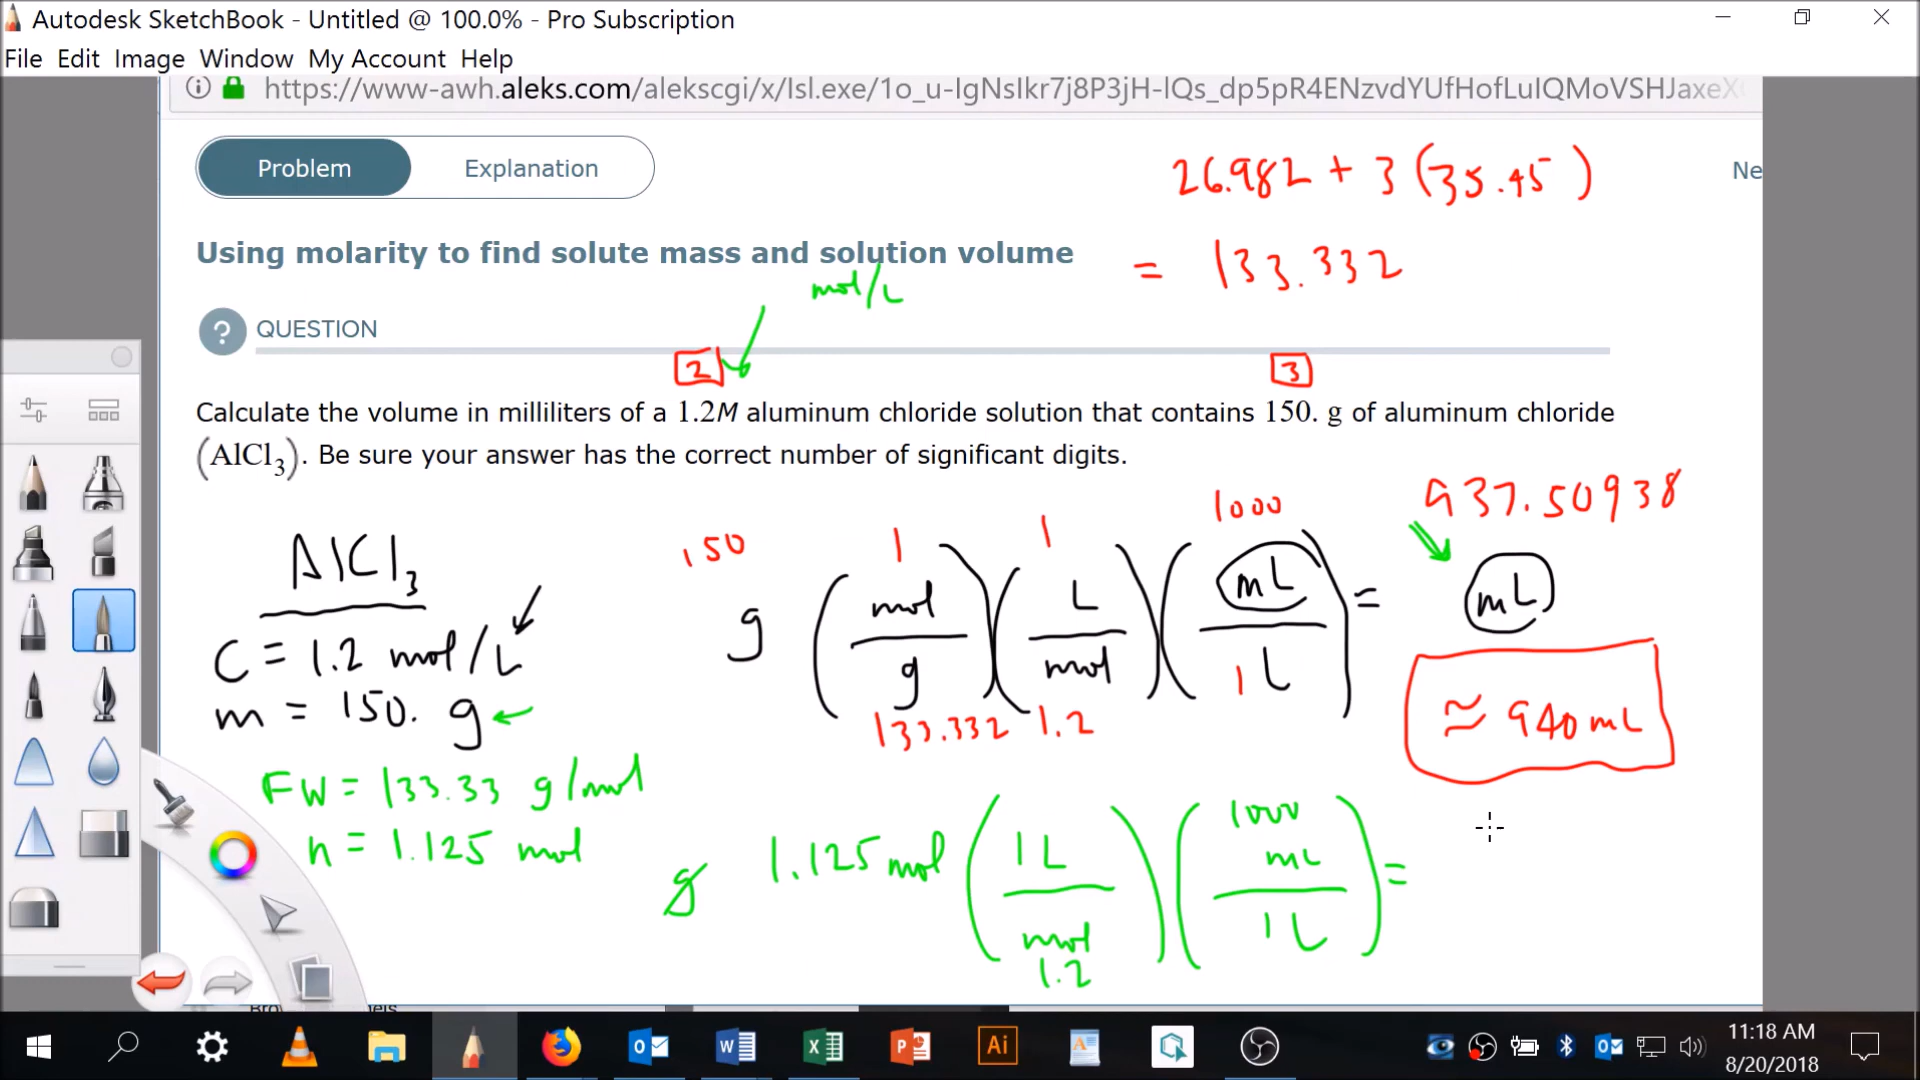 Autodesk SketchBook - Untitled @ 100.0% - Pro Subscription
File Edit Image Window My Account Help
https://www-awh.aleks.com/alekscgi/x/Isl.exe/1o_u-IgNsIkr7j8P3jH-lQs_dp5pR4ENzvdYUfHofLuIQMoVSHJaxeX
Problem Explanation
Ne
26.982 + 3 (35.45)
= 133.332
Using molarity to find solute mass and solution volume
mol/L
? QUESTION
2 3
Calculate the volume in milliliters of a 1.2M aluminum chloride solution that contains 150. g of aluminum chloride
(AlCl3). Be sure your answer has the correct number of significant digits.
AlCl3
C = 1.2 mol/L
m = 150. g
FW = 133.33 g/mol
n = 1.125 mol
150 1 1 1000 937.50938
g (mol/g)(L/mol)(mL/1L) = mL
133.332 1.2
≈ 940 mL
g 1.125 mol (1 L/mol)(1000 mL/1 L) =
1.2
11:18 AM
8/20/2018